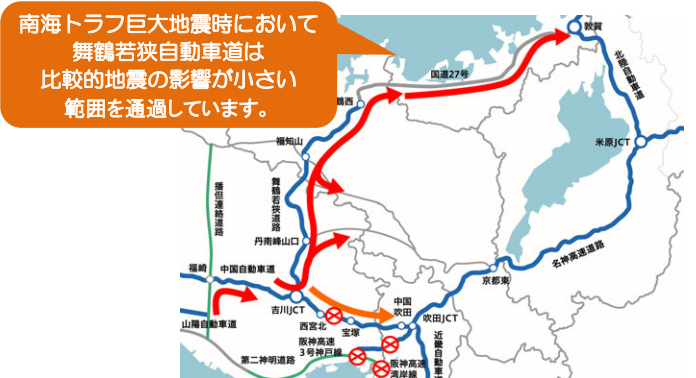 南海トラフ巨大地震時において
舞鶴若狭自動車道は
比較的地震の影響が小さい
範囲を通過しています。
敦賀
国道27号
北陸自動車道
鶴西
米原JCT
福知山
播但連絡道路
舞鶴若狭道路
丹南峰山口
福崎
中国自動車道
名神高速道路
京都東
吉川JCT
山陽自動車道
中国
吹田
吹田JCT
西宮北
宝塚
近畿自動車道
阪神高速
3号神戸線
第二神明道路
阪神高速
湾岸線